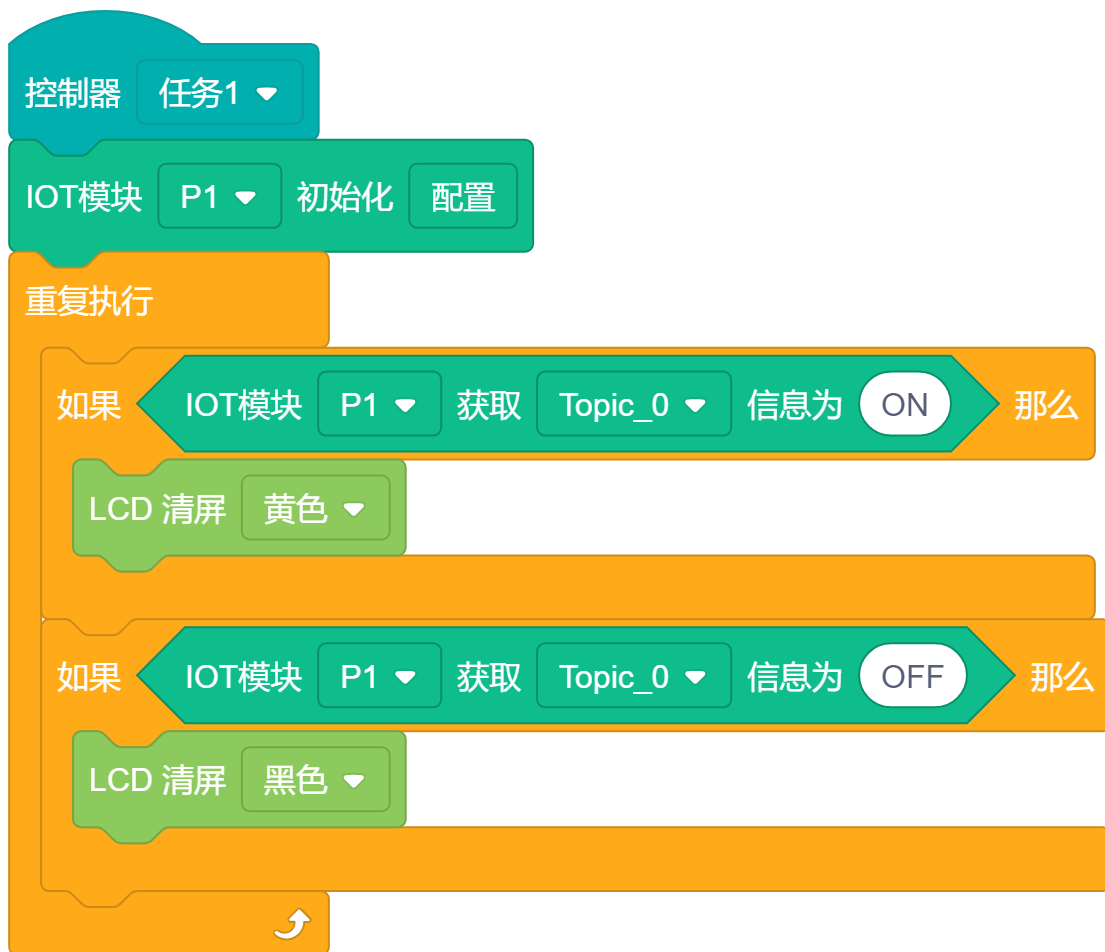 控制器 任务1
IOT模块 P1 初始化 配置
重复执行
如果 IOT模块 P1 获取 Topic_0 信息为 ON 那么
LCD 清屏 黄色
如果 IOT模块 P1 获取 Topic_0 信息为 OFF 那么
LCD 清屏 黑色